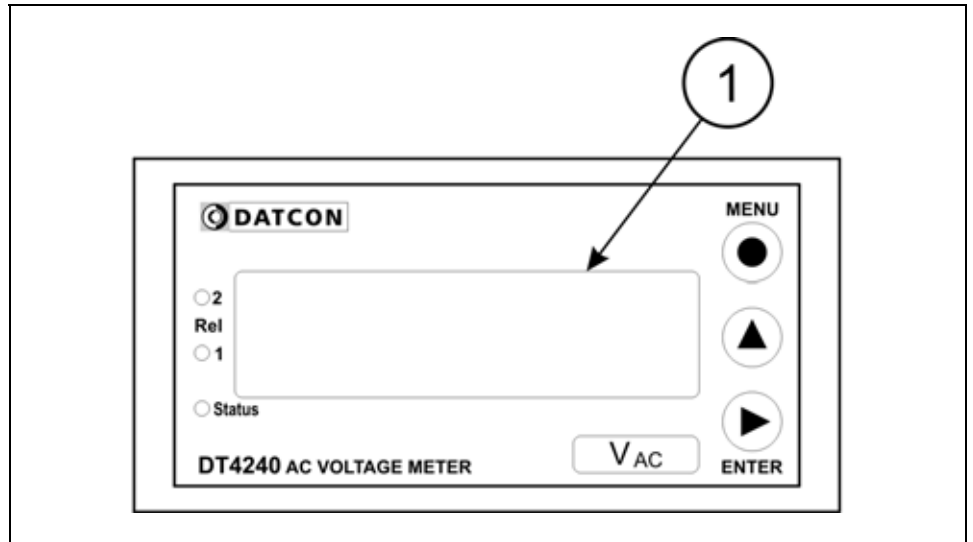 1
DATCON
MENU
2
Rel
1
Status
DT4240 AC VOLTAGE METER
VAC
ENTER